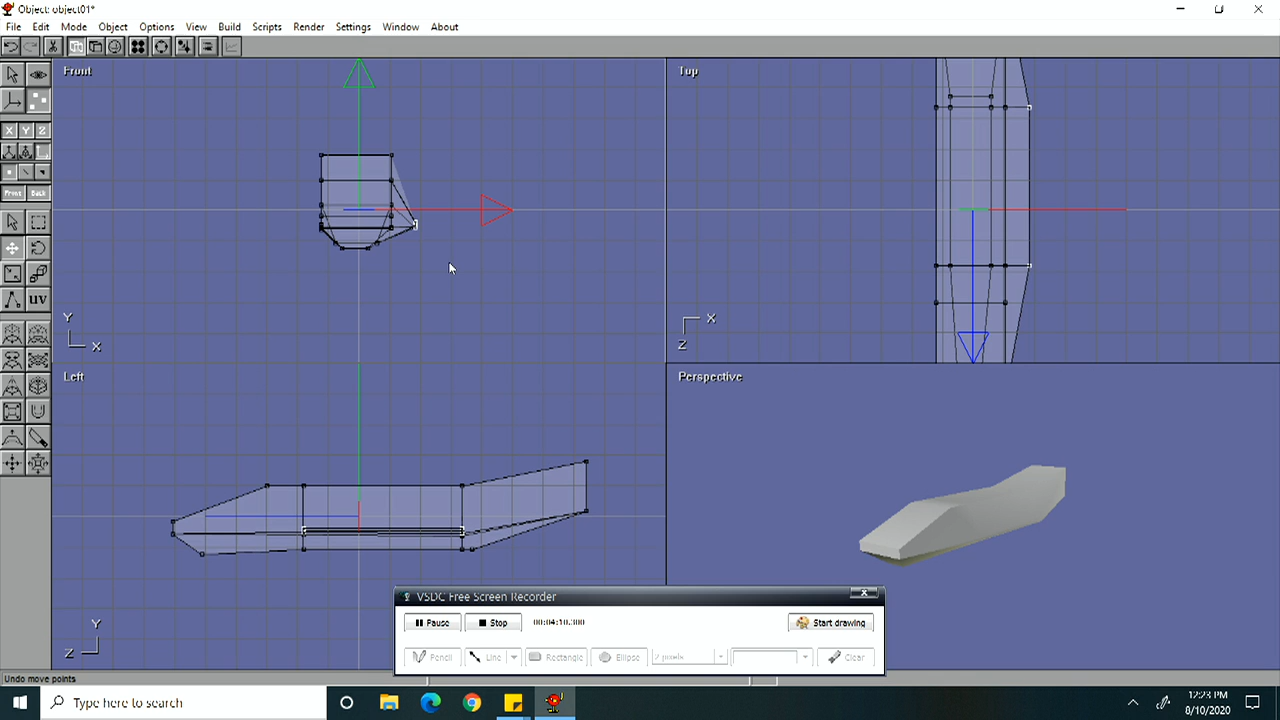 Object: object01*
File Edit Mode Object Options View Build Scripts Render Settings Window About
Front
Top
X Y Z
Front Back
uv
Y
X
X
Z
Left
Perspective
Y
Z
VSDC Free Screen Recorder
Pause Stop 00:04:10.300 Start drawing
Pencil Line Rectangle Ellipse 2 pixels Clear
Undo move points
Type here to search
12:23 PM
8/10/2020